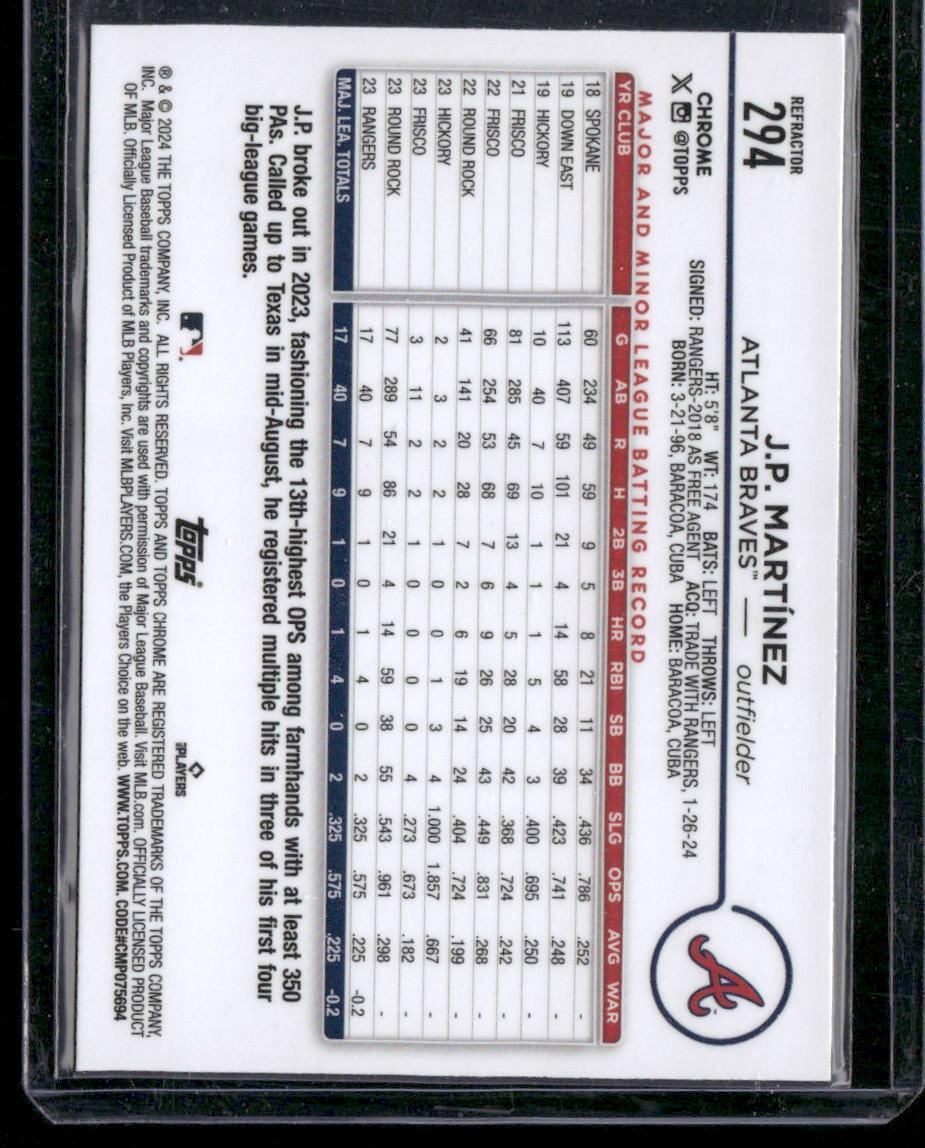 REFRACTOR
294
J.P. MARTÍNEZ
ATLANTA BRAVES™ — outfielder
CHROME
X @TOPPS
HT: 5'8" WT: 174 BATS: LEFT THROWS: LEFT
SIGNED: RANGERS-2018 AS FREE AGENT ACQ: TRADE WITH RANGERS, 1-26-24
BORN: 3-21-96, BARACOA, CUBA HOME: BARACOA, CUBA
A
MAJOR AND MINOR LEAGUE BATTING RECORD
YR CLUB G AB R H 2B 3B HR RBI SB BB SLG OPS AVG WAR
18 SPOKANE 60 234 49 59 9 5 8 21 11 34 .436 .786 .252 -
19 DOWN EAST 113 407 59 101 21 4 14 58 28 39 .423 .741 .248 -
19 HICKORY 10 40 7 10 1 1 1 5 4 3 .400 .695 .250 -
21 FRISCO 81 285 45 69 13 4 5 28 20 42 .368 .724 .242 -
22 FRISCO 66 254 53 68 7 6 9 26 25 43 .449 .831 .268 -
22 ROUND ROCK 41 141 20 28 7 2 6 19 14 24 .404 .724 .199 -
23 HICKORY 2 3 2 2 1 0 0 1 3 4 1.000 1.857 .667 -
23 FRISCO 3 11 2 2 1 0 0 0 0 4 .273 .673 .182 -
23 ROUND ROCK 77 289 54 86 21 4 14 59 38 55 .543 .961 .298 -
23 RANGERS 17 40 7 9 1 0 1 4 0 2 .325 .575 .225 -0.2
MAJ. LEA. TOTALS 17 40 7 9 1 0 1 4 0 2 .325 .575 .225 -0.2
J.P. broke out in 2023, fashioning the 13th-highest OPS among farmhands with at least 350
PAs. Called up to Texas in mid-August, he registered multiple hits in three of his first four
big-league games.
topps
PLAYERS
® & © 2024 THE TOPPS COMPANY, INC. ALL RIGHTS RESERVED. TOPPS AND TOPPS CHROME ARE REGISTERED TRADEMARKS OF THE TOPPS COMPANY,
INC. Major League Baseball trademarks and copyrights are used with permission of Major League Baseball. Visit MLB.com. OFFICIALLY LICENSED PRODUCT
OF MLB. Officially Licensed Product of MLB Players, Inc. Visit MLBPLAYERS.COM, the Players Choice on the web. WWW.TOPPS.COM. CODE#CMP075694